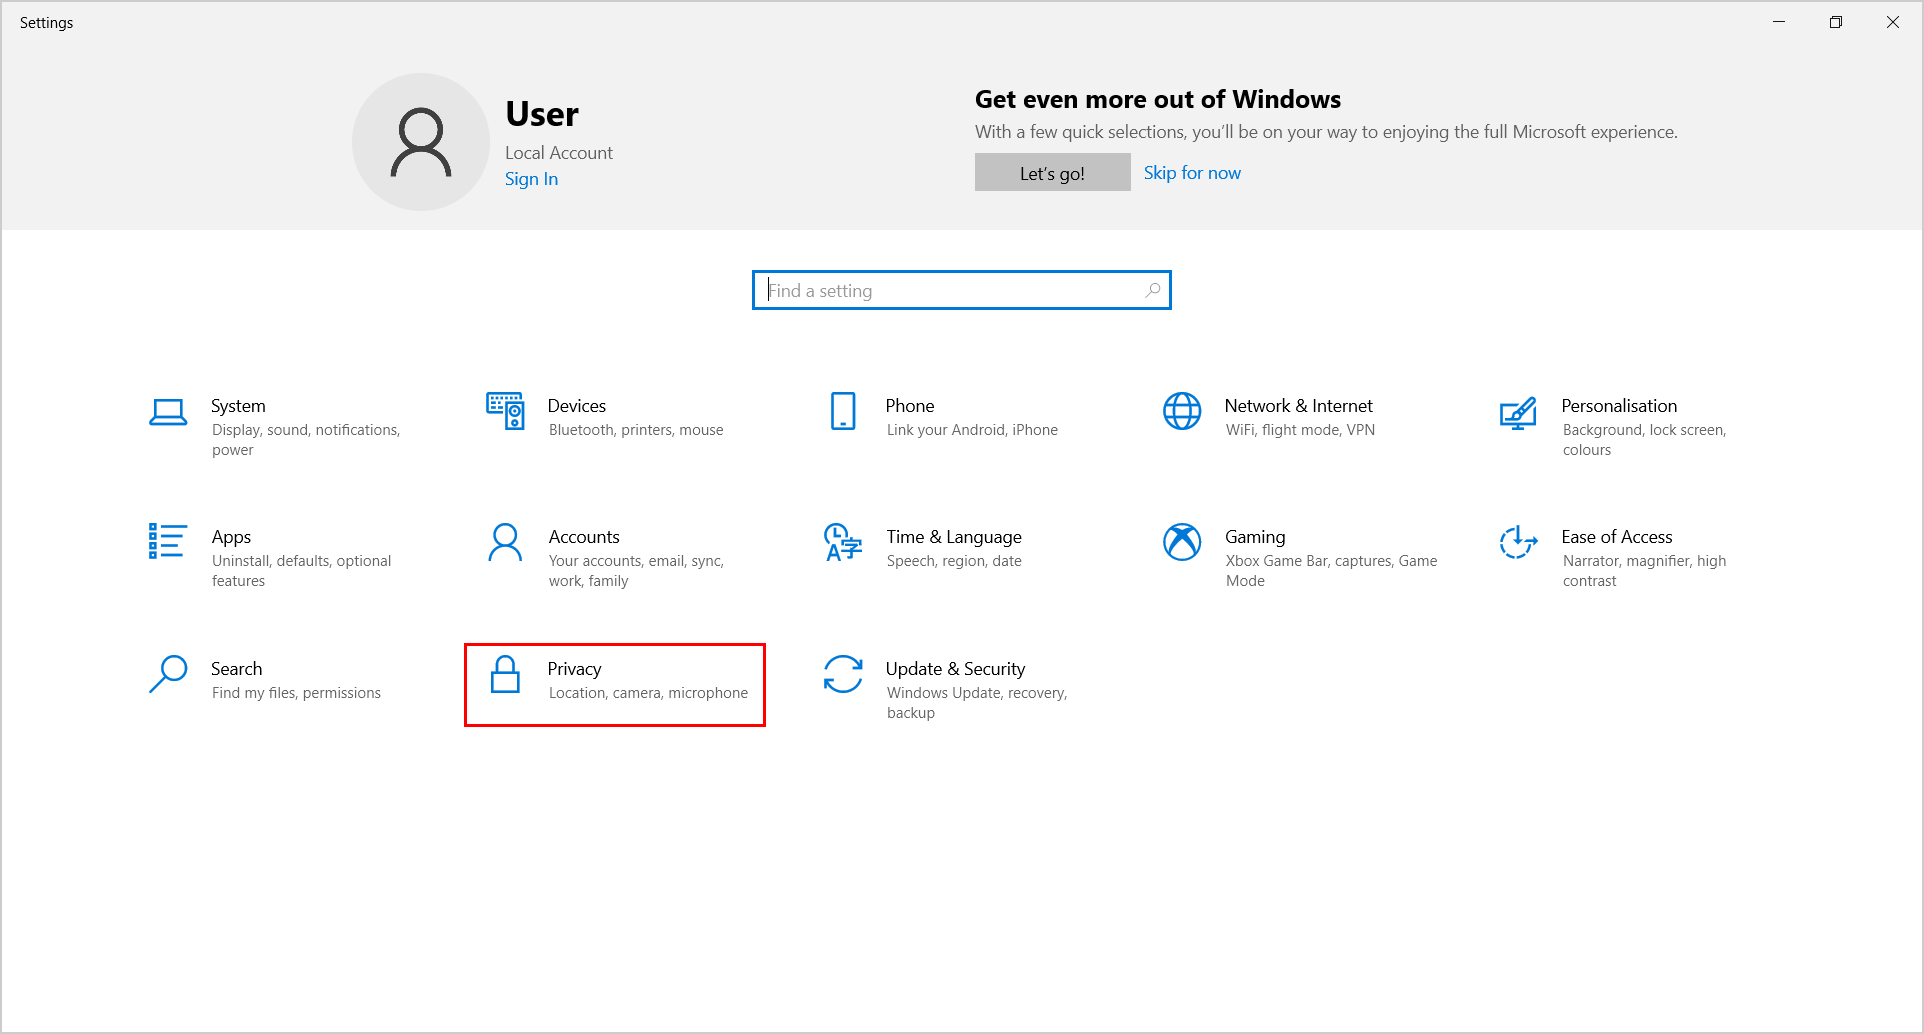 Settings
User
Local Account
Sign In
Get even more out of Windows
With a few quick selections, you’ll be on your way to enjoying the full Microsoft experience.
Let’s go!
Skip for now
Find a setting
System
Display, sound, notifications,
power
Devices
Bluetooth, printers, mouse
Phone
Link your Android, iPhone
Network & Internet
WiFi, flight mode, VPN
Personalisation
Background, lock screen,
colours
Apps
Uninstall, defaults, optional
features
Accounts
Your accounts, email, sync,
work, family
Time & Language
Speech, region, date
Gaming
Xbox Game Bar, captures, Game
Mode
Ease of Access
Narrator, magnifier, high
contrast
Search
Find my files, permissions
Privacy
Location, camera, microphone
Update & Security
Windows Update, recovery,
backup